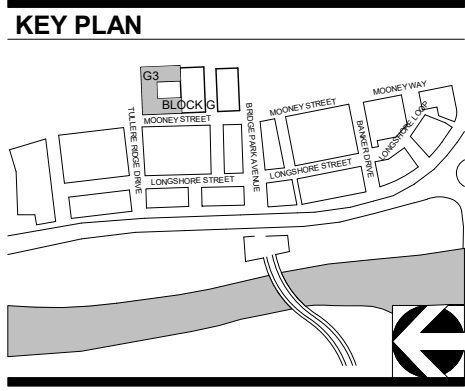 KEY PLAN
G3
BLOCK G
MOONEY STREET
TULLERE RIDGE DRIVE
BRIDGE PARK AVENUE
MOONEY STREET
MOONEY WAY
BANKER DRIVE
LONGSHORE LOOP
LONGSHORE STREET
LONGSHORE STREET